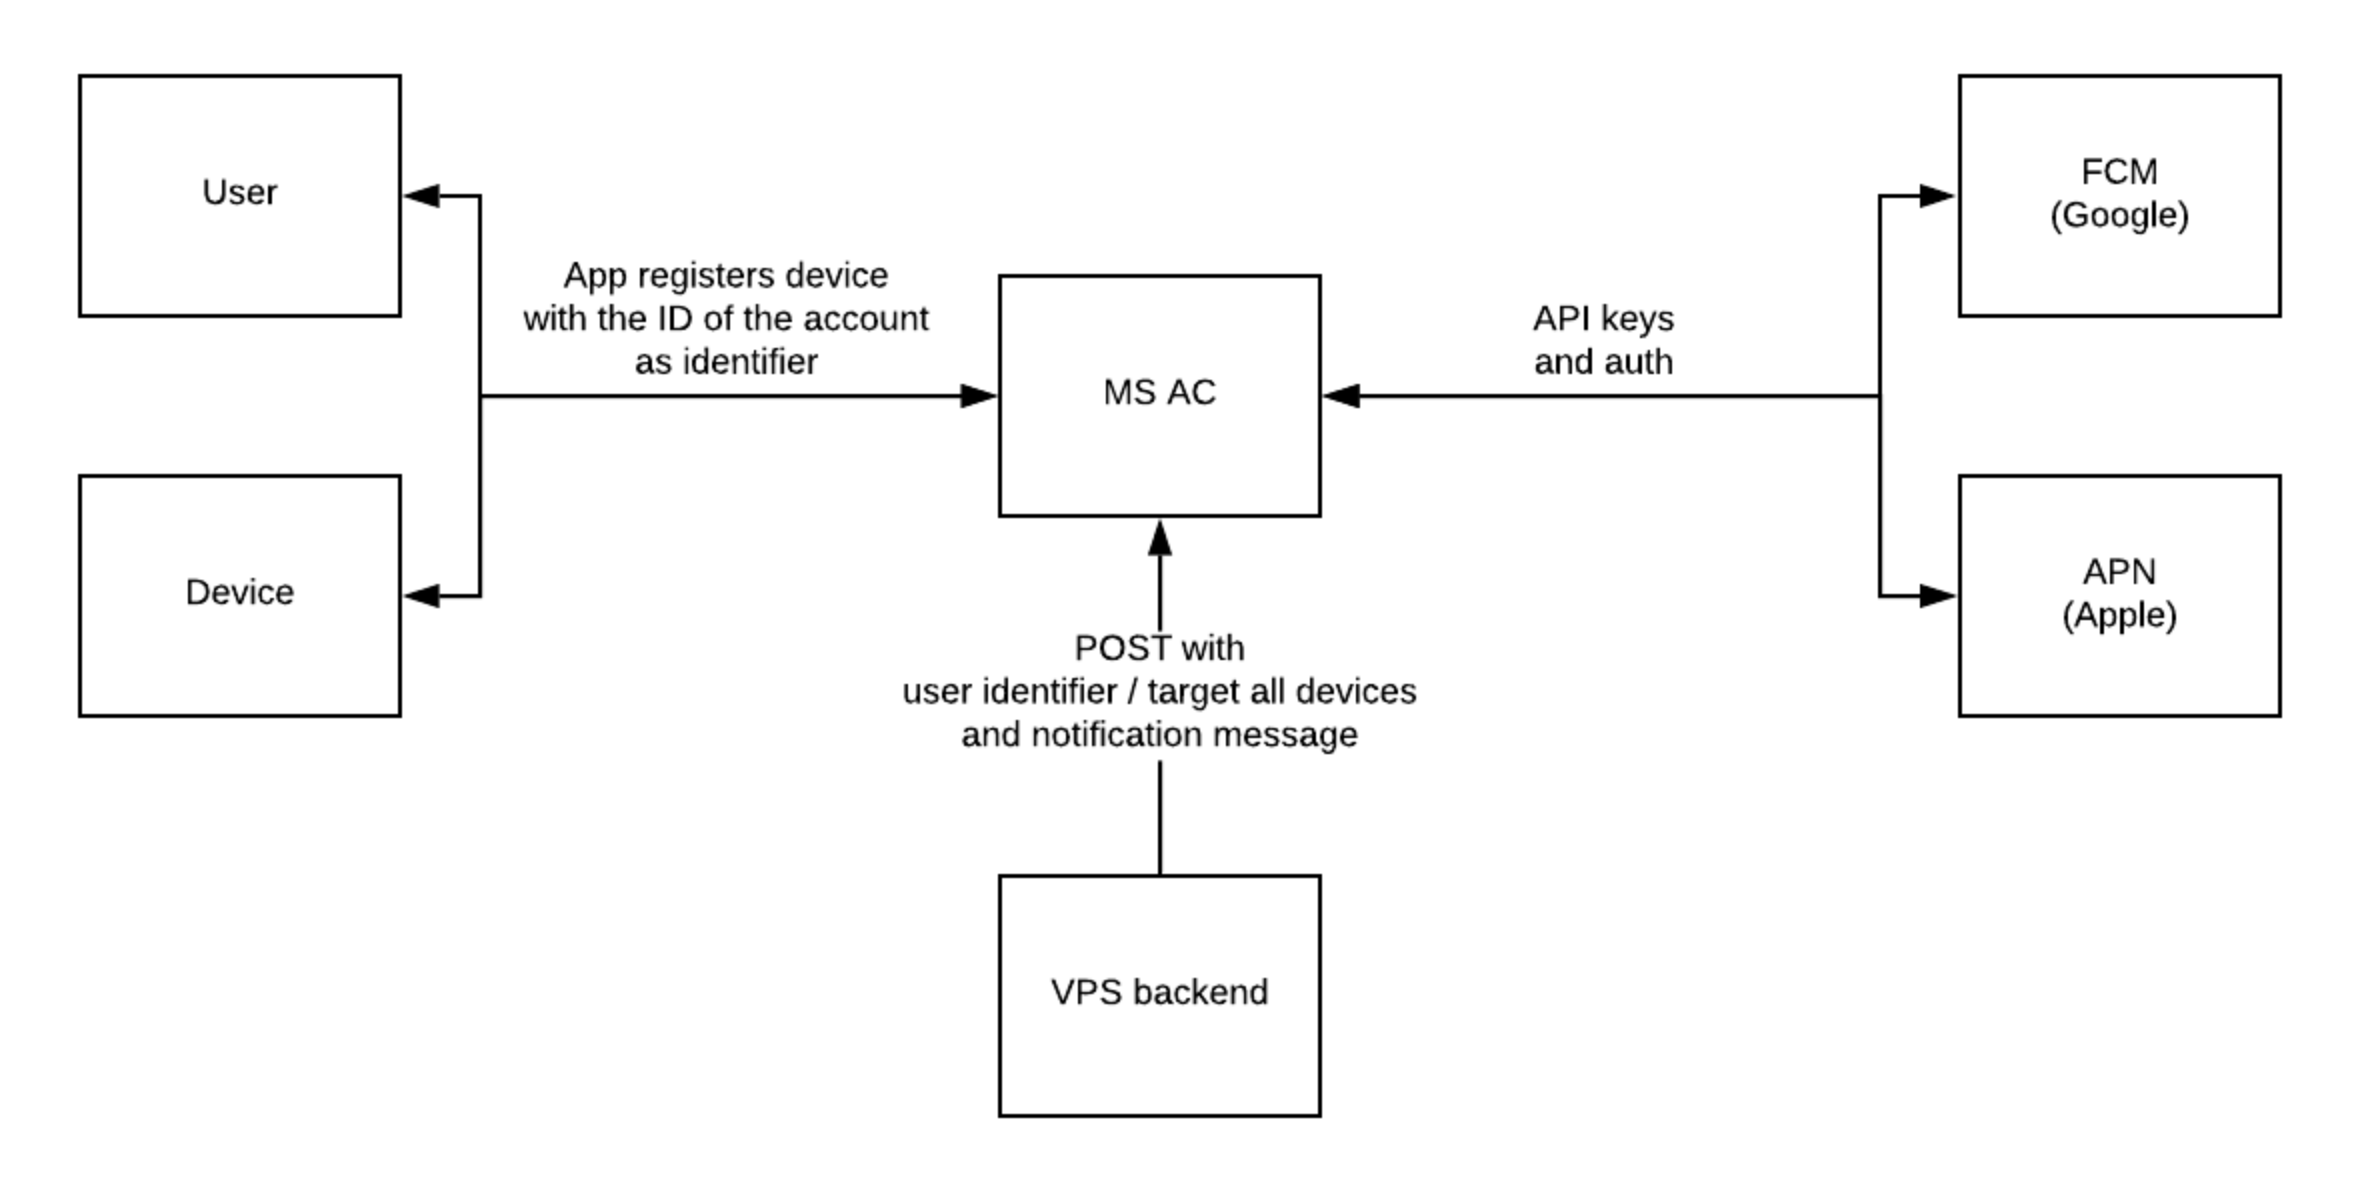 User
FCM
(Google)
App registers device
with the ID of the account
as identifier
API keys
and auth
MS AC
Device
APN
(Apple)
POST with
user identifier / target all devices
and notification message
VPS backend